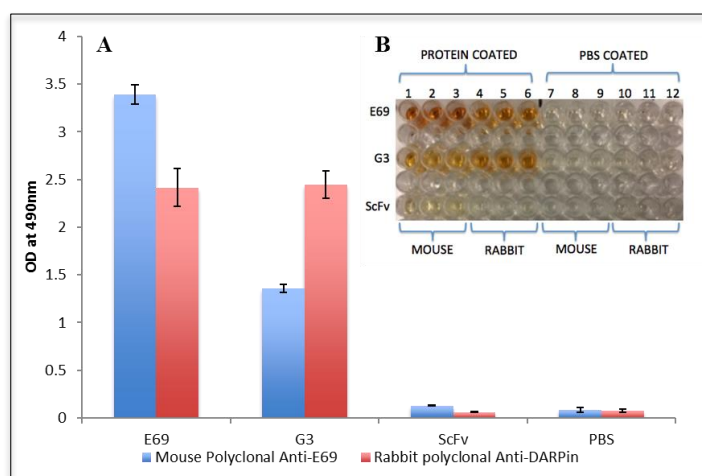 A
B
PROTEIN COATED
PBS COATED
1 2 3 4 5 6 7 8 9 10 11 12
E69
G3
ScFv
MOUSE
RABBIT
MOUSE
RABBIT
OD at 490nm
4
3.5
3
2.5
2
1.5
1
0.5
0
E69
G3
ScFv
PBS
Mouse Polyclonal Anti-E69
Rabbit polyclonal Anti-DARPin